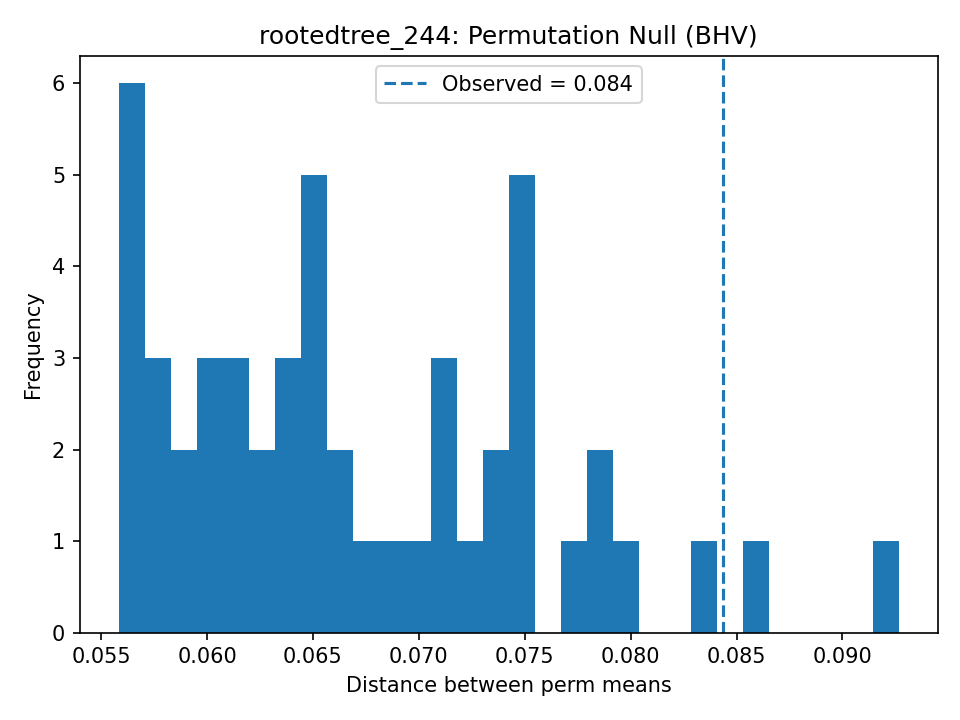 rootedtree_244: Permutation Null (BHV)
Observed = 0.084
6
5
4
3
2
1
0
Frequency
0.055 0.060 0.065 0.070 0.075 0.080 0.085 0.090
Distance between perm means